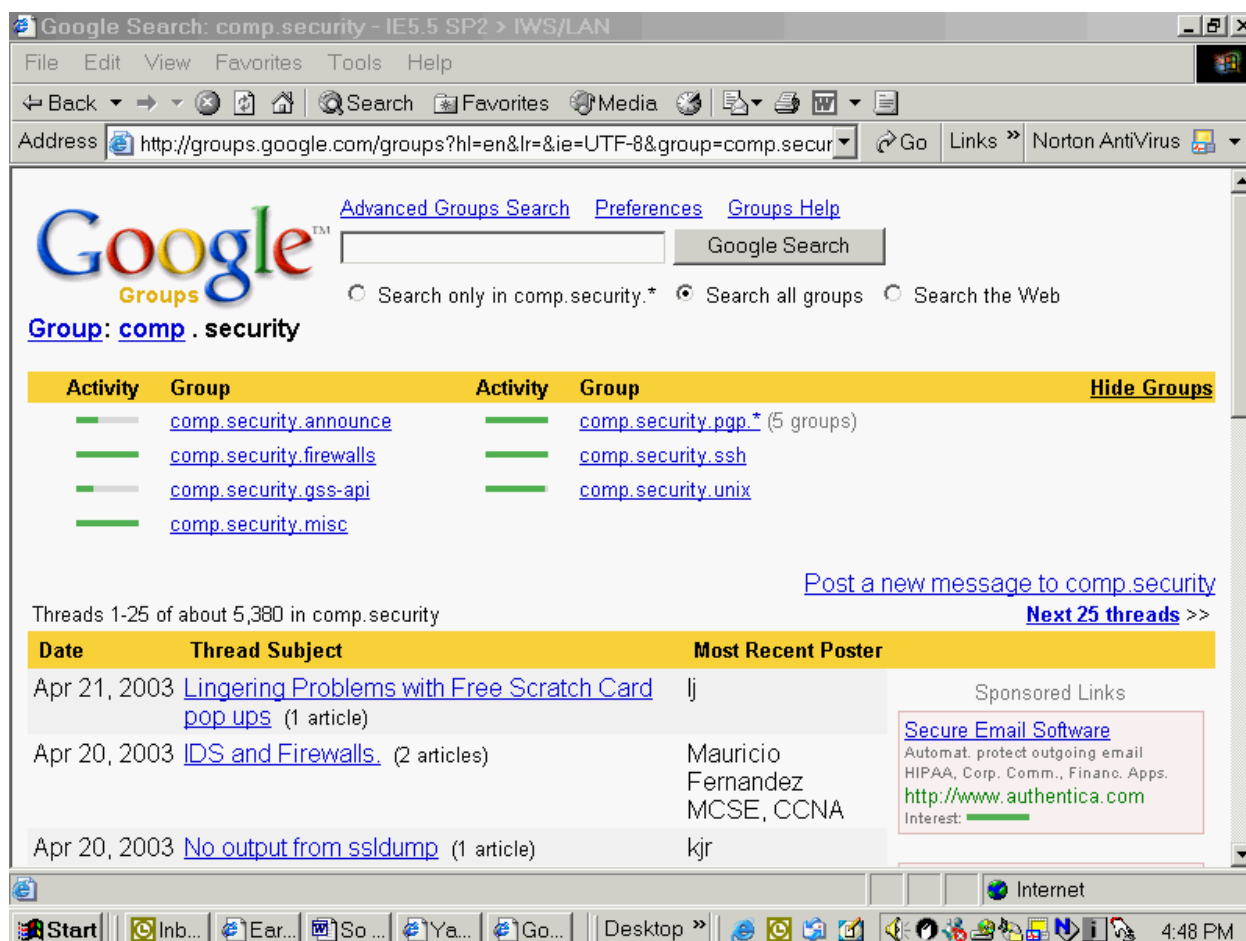 Google Search: comp.security - IE5.5 SP2 > IWS/LAN
File Edit View Favorites Tools Help
Back Search Favorites Media
Address http://groups.google.com/groups?hl=en&lr=&ie=UTF-8&group=comp.secur Go Links » Norton AntiVirus
Advanced Groups Search Preferences Groups Help
Google™ Google Search
Groups
Search only in comp.security.* Search all groups Search the Web
Group: comp . security
Activity Group Activity Group Hide Groups
comp.security.announce comp.security.pgp.* (5 groups)
comp.security.firewalls comp.security.ssh
comp.security.gss-api comp.security.unix
comp.security.misc
Post a new message to comp.security
Threads 1-25 of about 5,380 in comp.security Next 25 threads >>
Date Thread Subject Most Recent Poster
Apr 21, 2003 Lingering Problems with Free Scratch Card lj
pop ups (1 article)
Apr 20, 2003 IDS and Firewalls. (2 articles) Mauricio
Fernandez
MCSE, CCNA
Apr 20, 2003 No output from ssldump (1 article) kjr
Sponsored Links
Secure Email Software
Automat. protect outgoing email
HIPAA, Corp. Comm., Financ. Apps.
http://www.authentica.com
Interest:
Internet
Start Inb... Ear... So ... Ya... Go... Desktop » 4:48 PM